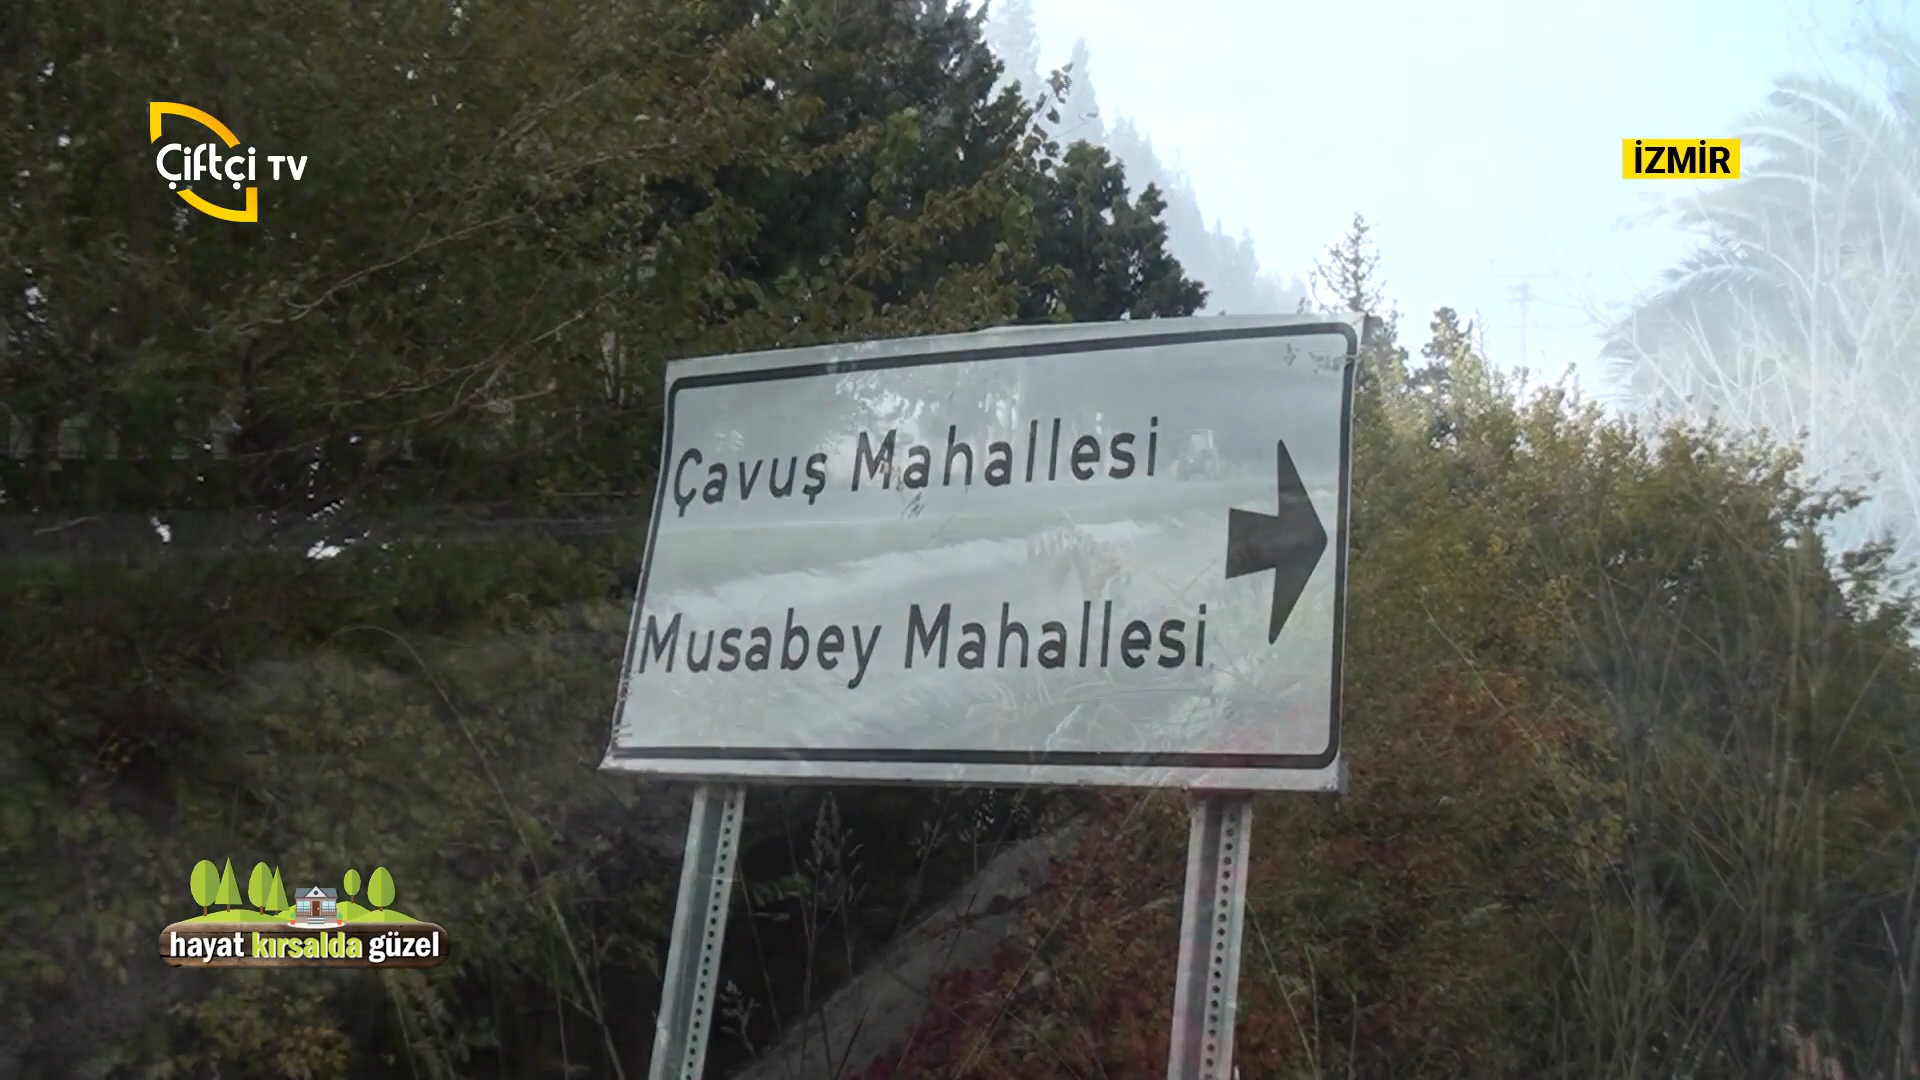 Çiftçi TV
İZMİR
Çavuş Mahallesi
Musabey Mahallesi
hayat kırsalda güzel